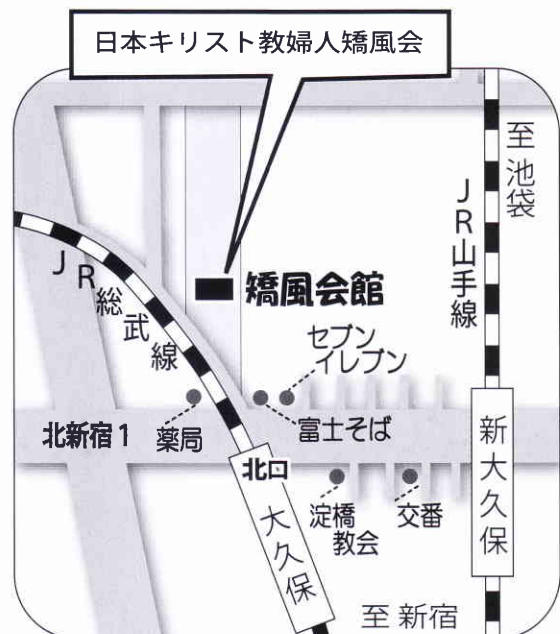 日本キリスト教婦人矯風会
至池袋
JR山手線
JR総武線
矯風会館
セブン
イレブン
北新宿1
薬局
富士そば
新大久保
北口
大久保
淀橋
教会
交番
至 新宿